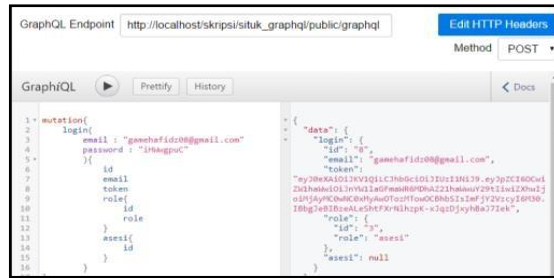 GraphQL Endpoint http://localhost/skripsi/situk_graphql/public/graphql Edit HTTP Headers
Method POST
GraphiQL Prettify History < Docs
1 mutation{
2 login(
3 email : "gamehafidz08@gmail.com"
4 password :
5 ){
6 id
7 email
8 token
9 role{
10 id
11 role
12 }
13 asesi{
14 id
15 }
16 }
{
"data": {
"login": {
"id": "8",
"email": "gamehafidz08@gmail.com",
"token":
"role": {
"id": "3",
"role": "asesi"
},
"asesi": null
}